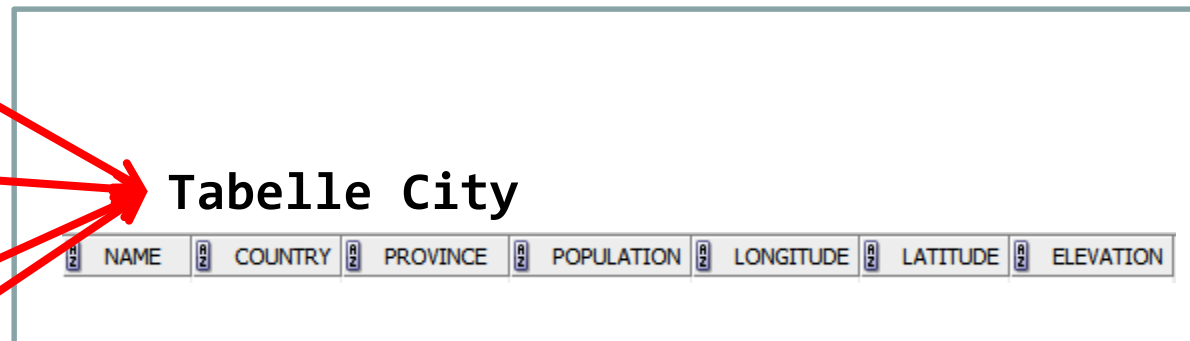 Tabelle City
NAME COUNTRY PROVINCE POPULATION LONGITUDE LATITUDE ELEVATION